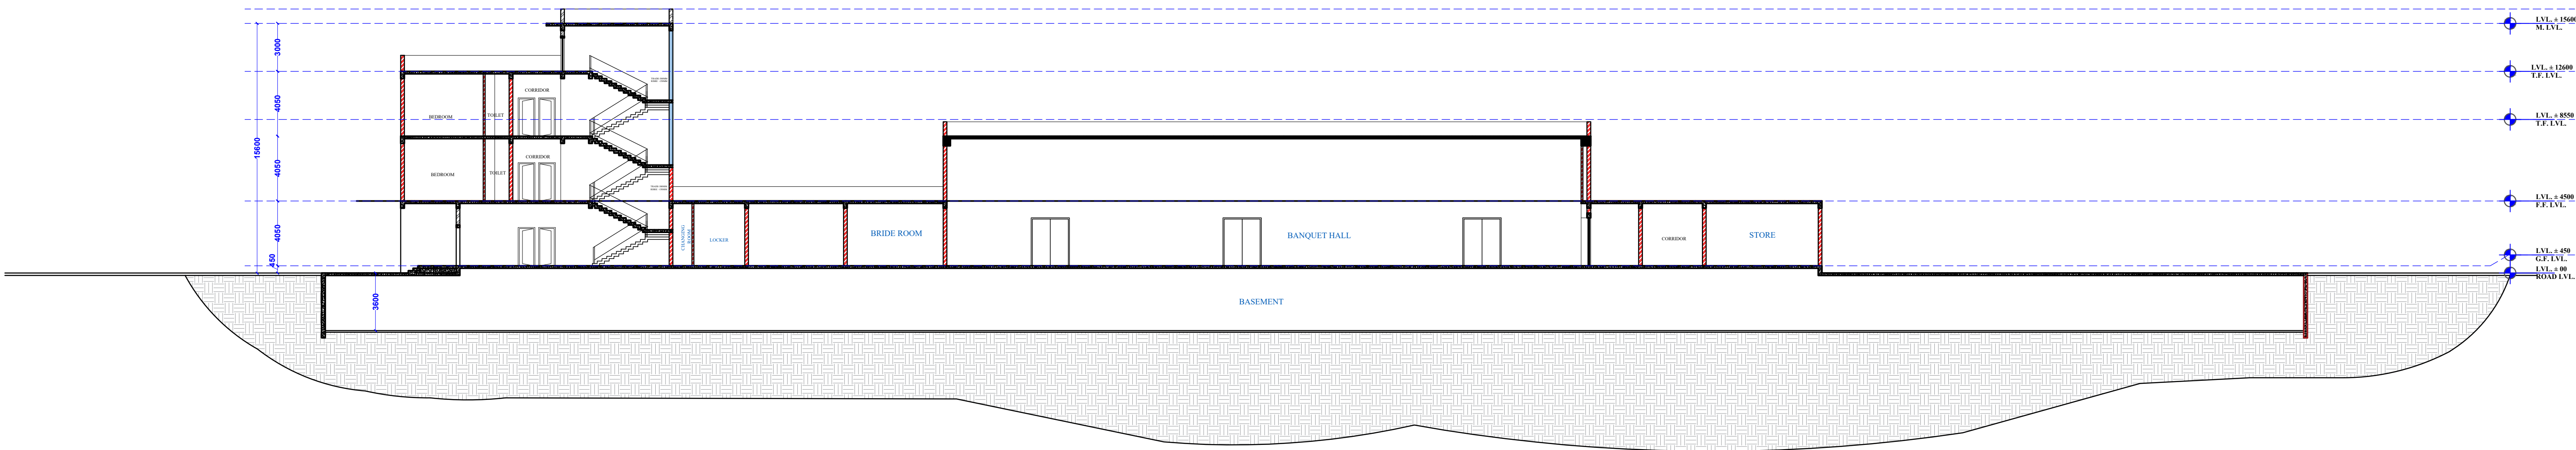 LVL. ± 15600
M. LVL.
3000
LVL. ± 12600
T.F. LVL.
CORRIDOR
4050
BEDROOM
TOILET
LVL. ± 8550
T.F. LVL.
15600
CORRIDOR
4050
BEDROOM
TOILET
LVL. ± 4500
F.F. LVL.
4050
CHANGING
ROOM
LOCKER
BRIDE ROOM
BANQUET HALL
CORRIDOR
STORE
450
LVL. ± 450
G.F. LVL.
LVL. ± 00
ROAD LVL.
3600
BASEMENT